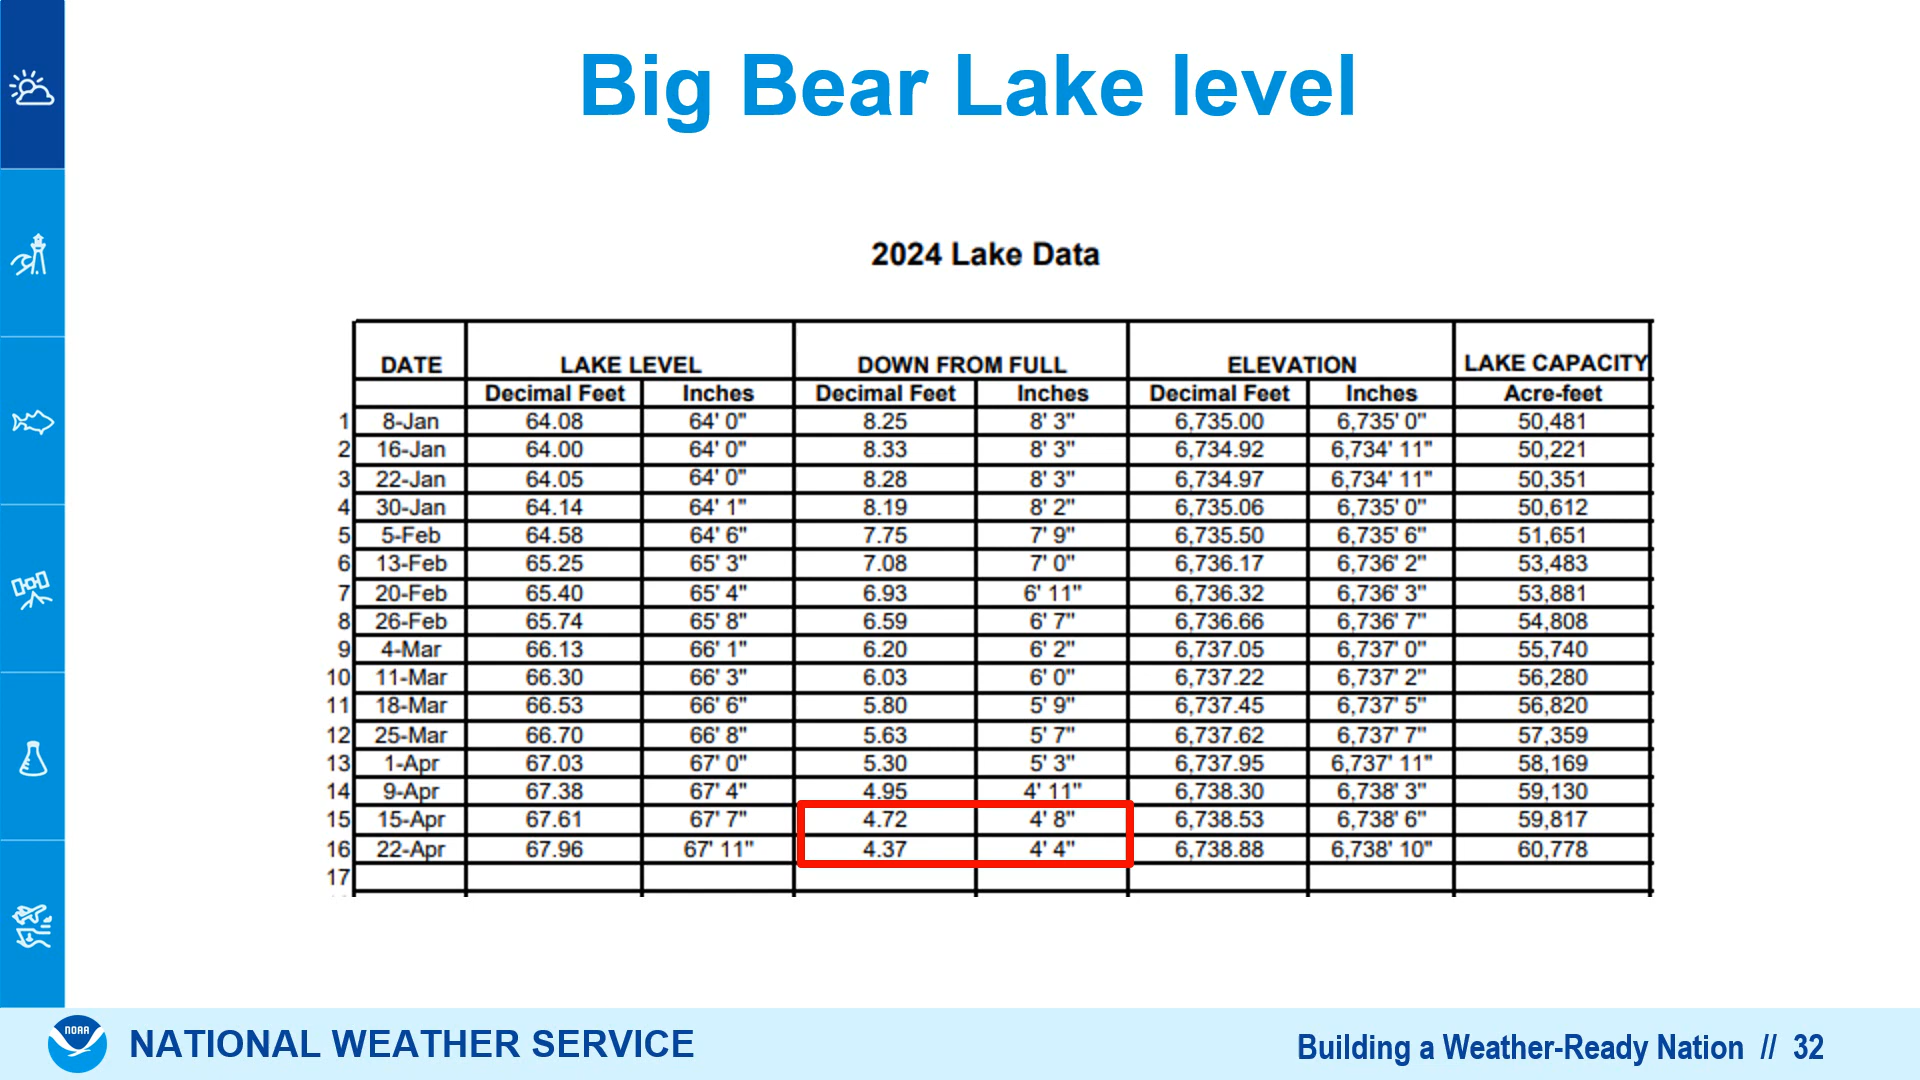 Big Bear Lake level
2024 Lake Data
DATE LAKE LEVEL DOWN FROM FULL ELEVATION LAKE CAPACITY
Decimal Feet Inches Decimal Feet Inches Decimal Feet Inches Acre-feet
1 8-Jan 64.08 64' 0" 8.25 8' 3" 6,735.00 6,735' 0" 50,481
2 16-Jan 64.00 64' 0" 8.33 8' 3" 6,734.92 6,734' 11" 50,221
3 22-Jan 64.05 64' 0" 8.28 8' 3" 6,734.97 6,734' 11" 50,351
4 30-Jan 64.14 64' 1" 8.19 8' 2" 6,735.06 6,735' 0" 50,612
5 5-Feb 64.58 64' 6" 7.75 7' 9" 6,735.50 6,735' 6" 51,651
6 13-Feb 65.25 65' 3" 7.08 7' 0" 6,736.17 6,736' 2" 53,483
7 20-Feb 65.40 65' 4" 6.93 6' 11" 6,736.32 6,736' 3" 53,881
8 26-Feb 65.74 65' 8" 6.59 6' 7" 6,736.66 6,736' 7" 54,808
9 4-Mar 66.13 66' 1" 6.20 6' 2" 6,737.05 6,737' 0" 55,740
10 11-Mar 66.30 66' 3" 6.03 6' 0" 6,737.22 6,737' 2" 56,280
11 18-Mar 66.53 66' 6" 5.80 5' 9" 6,737.45 6,737' 5" 56,820
12 25-Mar 66.70 66' 8" 5.63 5' 7" 6,737.62 6,737' 7" 57,359
13 1-Apr 67.03 67' 0" 5.30 5' 3" 6,737.95 6,737' 11" 58,169
14 9-Apr 67.38 67' 4" 4.95 4' 11" 6,738.30 6,738' 3" 59,130
15 15-Apr 67.61 67' 7" 4.72 4' 8" 6,738.53 6,738' 6" 59,817
16 22-Apr 67.96 67' 11" 4.37 4' 4" 6,738.88 6,738' 10" 60,778
17
NOAA
NATIONAL WEATHER SERVICE
Building a Weather-Ready Nation // 32